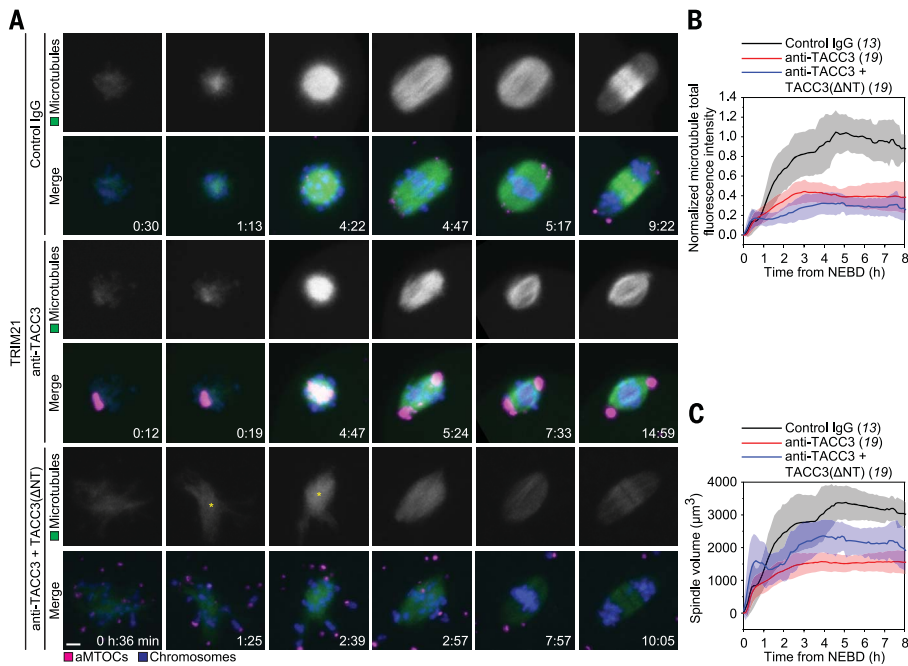 A
TRIM21
Control IgG
Microtubules
Merge
0:30
1:13
4:22
4:47
5:17
9:22
anti-TACC3
Microtubules
Merge
0:12
0:19
4:47
5:24
7:33
14:59
anti-TACC3 + TACC3(ΔNT)
Microtubules
*
*
Merge
0 h:36 min
1:25
2:39
2:57
7:57
10:05
aMTOCs Chromosomes
B
Control IgG (13)
anti-TACC3 (19)
anti-TACC3 +
TACC3(ΔNT) (19)
Normalized microtubule total
fluorescence intensity
1.4
1.2
1.0
0.8
0.6
0.4
0.2
0.0
0 1 2 3 4 5 6 7 8
Time from NEBD (h)
C
Control IgG (13)
anti-TACC3 (19)
anti-TACC3 +
TACC3(ΔNT) (19)
Spindle volume (µm³)
4000
3000
2000
1000
0
0 1 2 3 4 5 6 7 8
Time from NEBD (h)